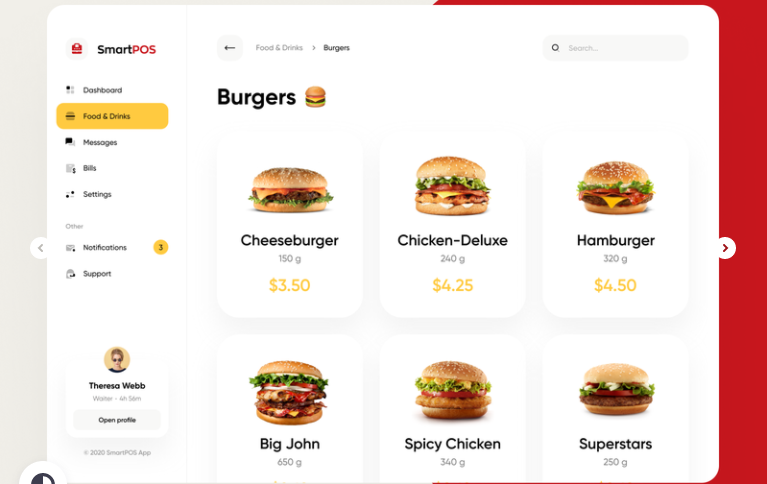 SmartPOS
Dashboard
Food & Drinks
Messages
Bills
Settings
Other
Notifications 3
Support
Theresa Webb
Waiter - 4h 56m
Open profile
© 2020 SmartPOS App
Food & Drinks > Burgers
Search...
Burgers
Cheeseburger
150 g
$3.50
Chicken-Deluxe
240 g
$4.25
Hamburger
320 g
$4.50
Big John
650 g
Spicy Chicken
340 g
Superstars
250 g